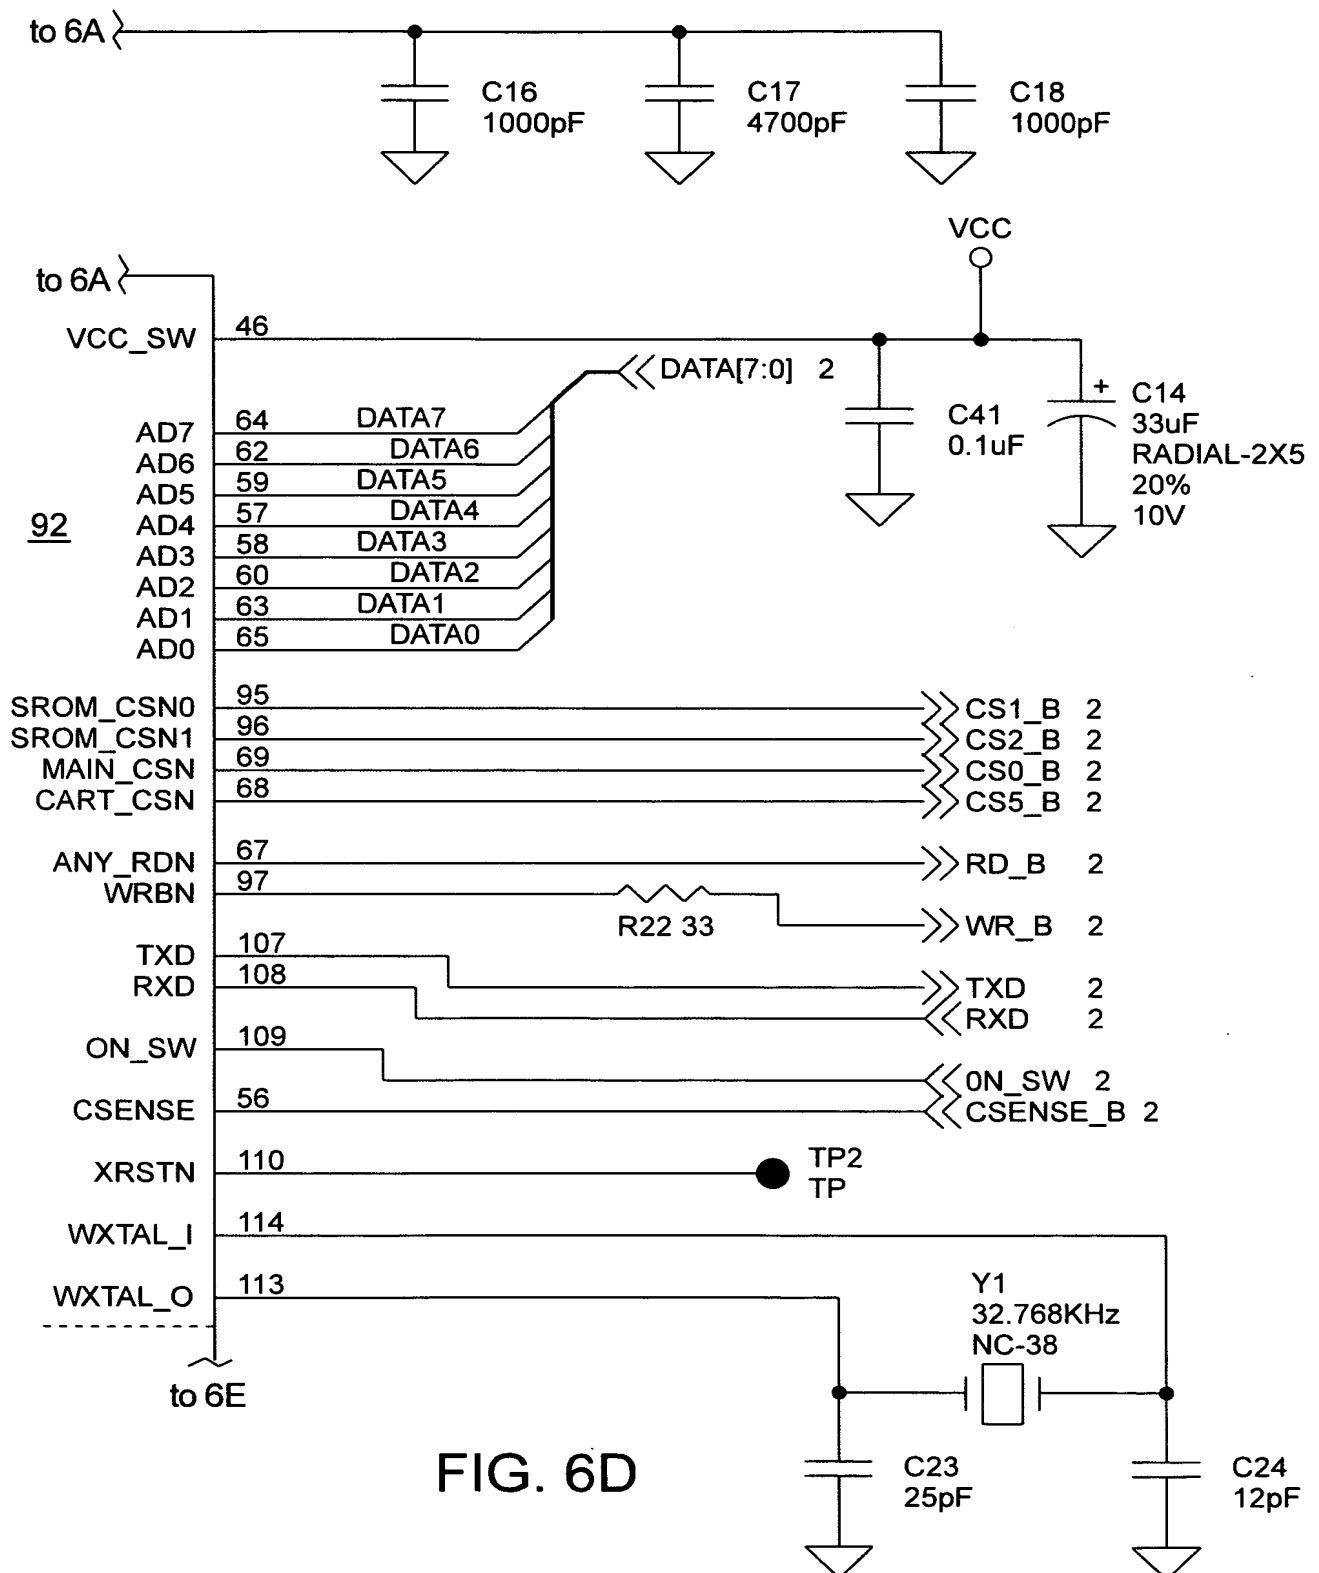 to 6A
C16
1000pF
C17
4700pF
C18
1000pF
VCC
to 6A
VCC_SW 46
DATA[7:0] 2
C41
0.1uF
+ C14
33uF
RADIAL-2X5
20%
10V
AD7 64 DATA7
AD6 62 DATA6
AD5 59 DATA5
92
AD4 57 DATA4
AD3 58 DATA3
AD2 60 DATA2
AD1 63 DATA1
AD0 65 DATA0
SROM_CSN0 95 CS1_B 2
SROM_CSN1 96 CS2_B 2
MAIN_CSN 69 CS0_B 2
CART_CSN 68 CS5_B 2
ANY_RDN 67 RD_B 2
WRBN 97
R22 33 WR_B 2
TXD 107
RXD 108 TXD 2
RXD 2
ON_SW 109
0N_SW 2
CSENSE 56 CSENSE_B 2
XRSTN 110 TP2
TP
WXTAL_I 114
WXTAL_O 113
Y1
32.768KHz
NC-38
to 6E
C23
25pF
C24
12pF
FIG. 6D